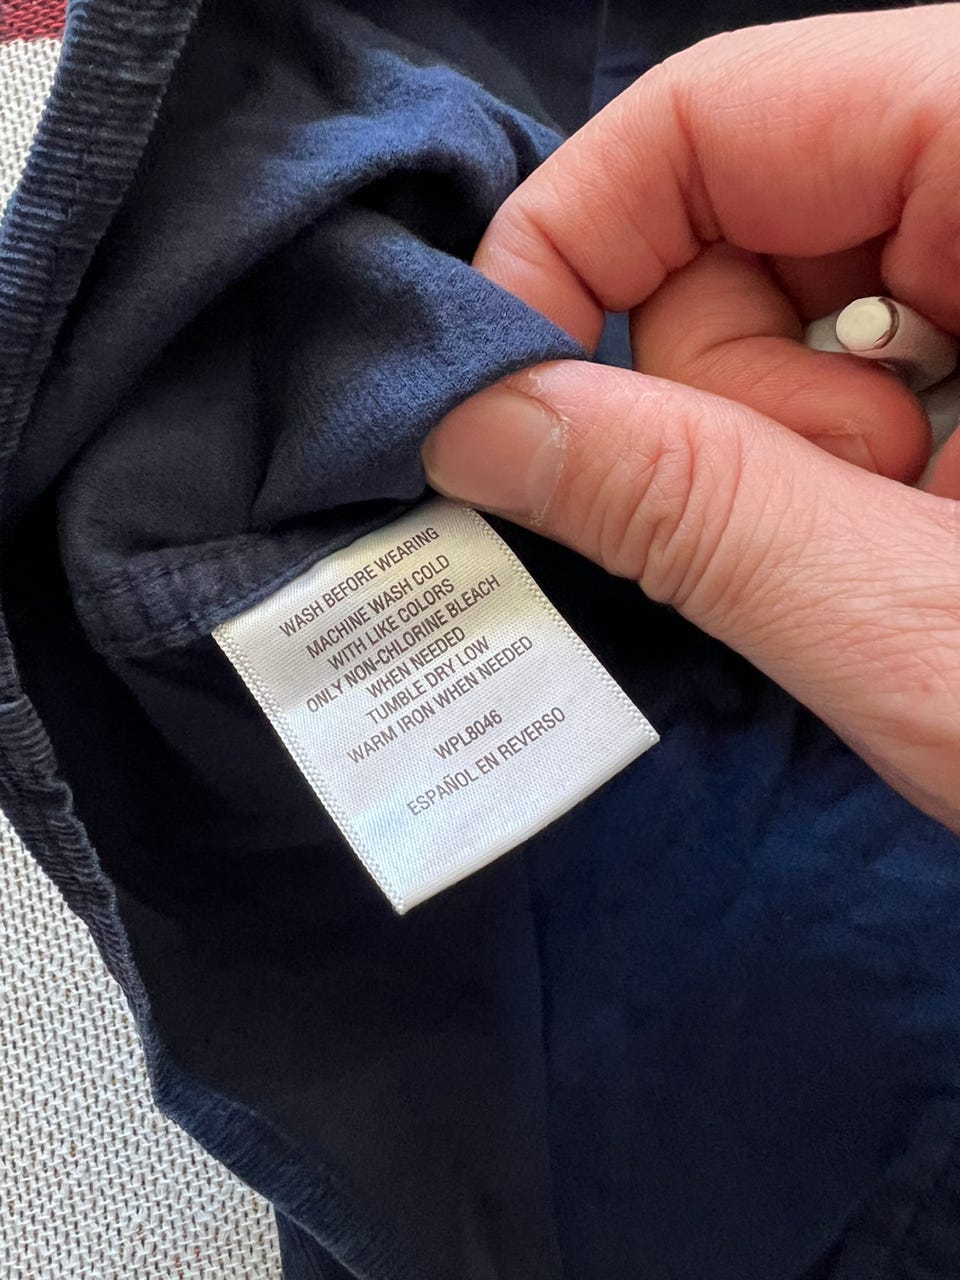 WASH BEFORE WEARING
MACHINE WASH COLD
WITH LIKE COLORS
ONLY NON-CHLORINE BLEACH
WHEN NEEDED
TUMBLE DRY LOW
WARM IRON WHEN NEEDED
WPL8046
ESPAÑOL EN REVERSO